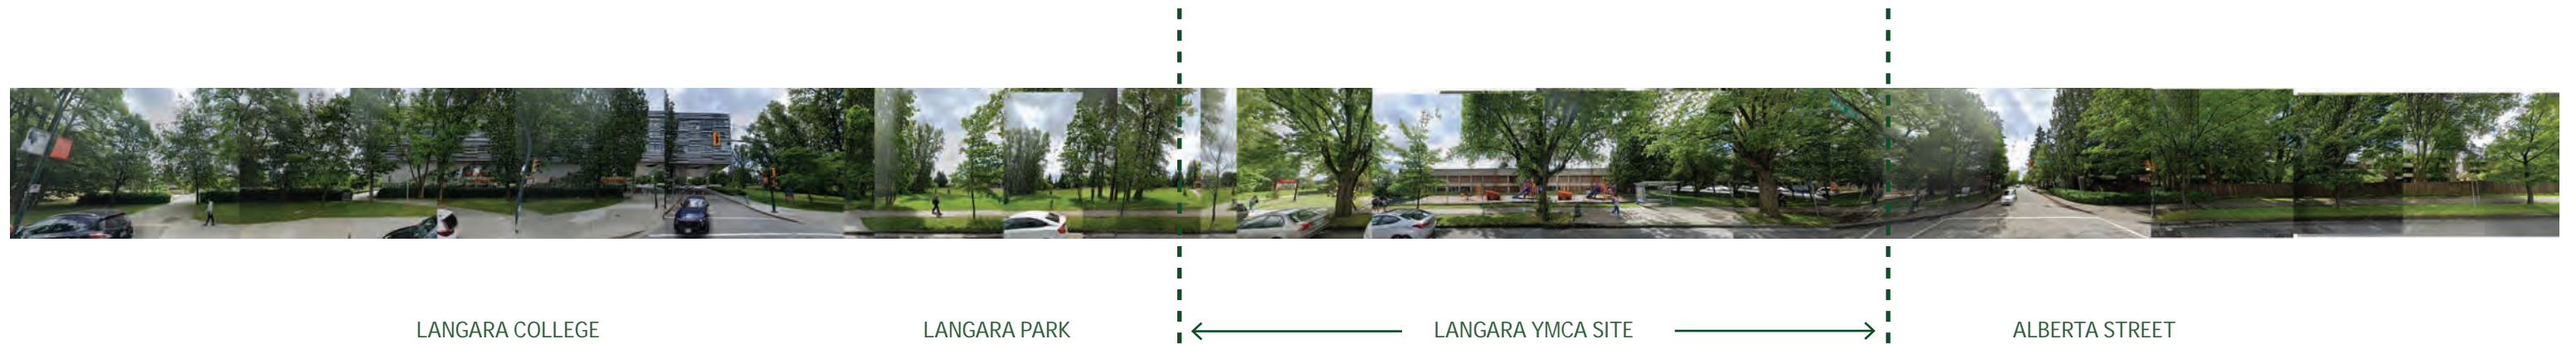 LANGARA COLLEGE
LANGARA PARK
LANGARA YMCA SITE
ALBERTA STREET